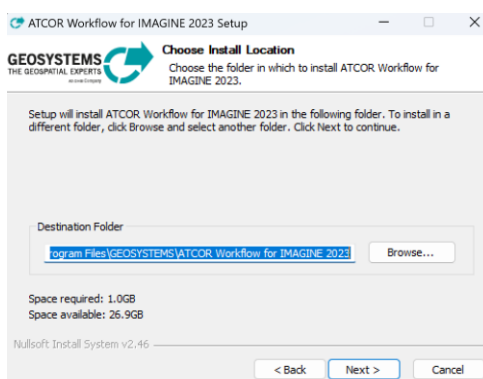 ATCOR Workflow for IMAGINE 2023 Setup
GEOSYSTEMS
THE GEOSPATIAL EXPERTS
Choose Install Location
Choose the folder in which to install ATCOR Workflow for
IMAGINE 2023.
Setup will install ATCOR Workflow for IMAGINE 2023 in the following folder. To install in a
different folder, click Browse and select another folder. Click Next to continue.
Destination Folder
rogram Files\GEOSYSTEMS\ATCOR Workflow for IMAGINE 2023
Browse...
Space required: 1.0GB
Space available: 26.9GB
Nullsoft Install System v2.46
< Back
Next >
Cancel